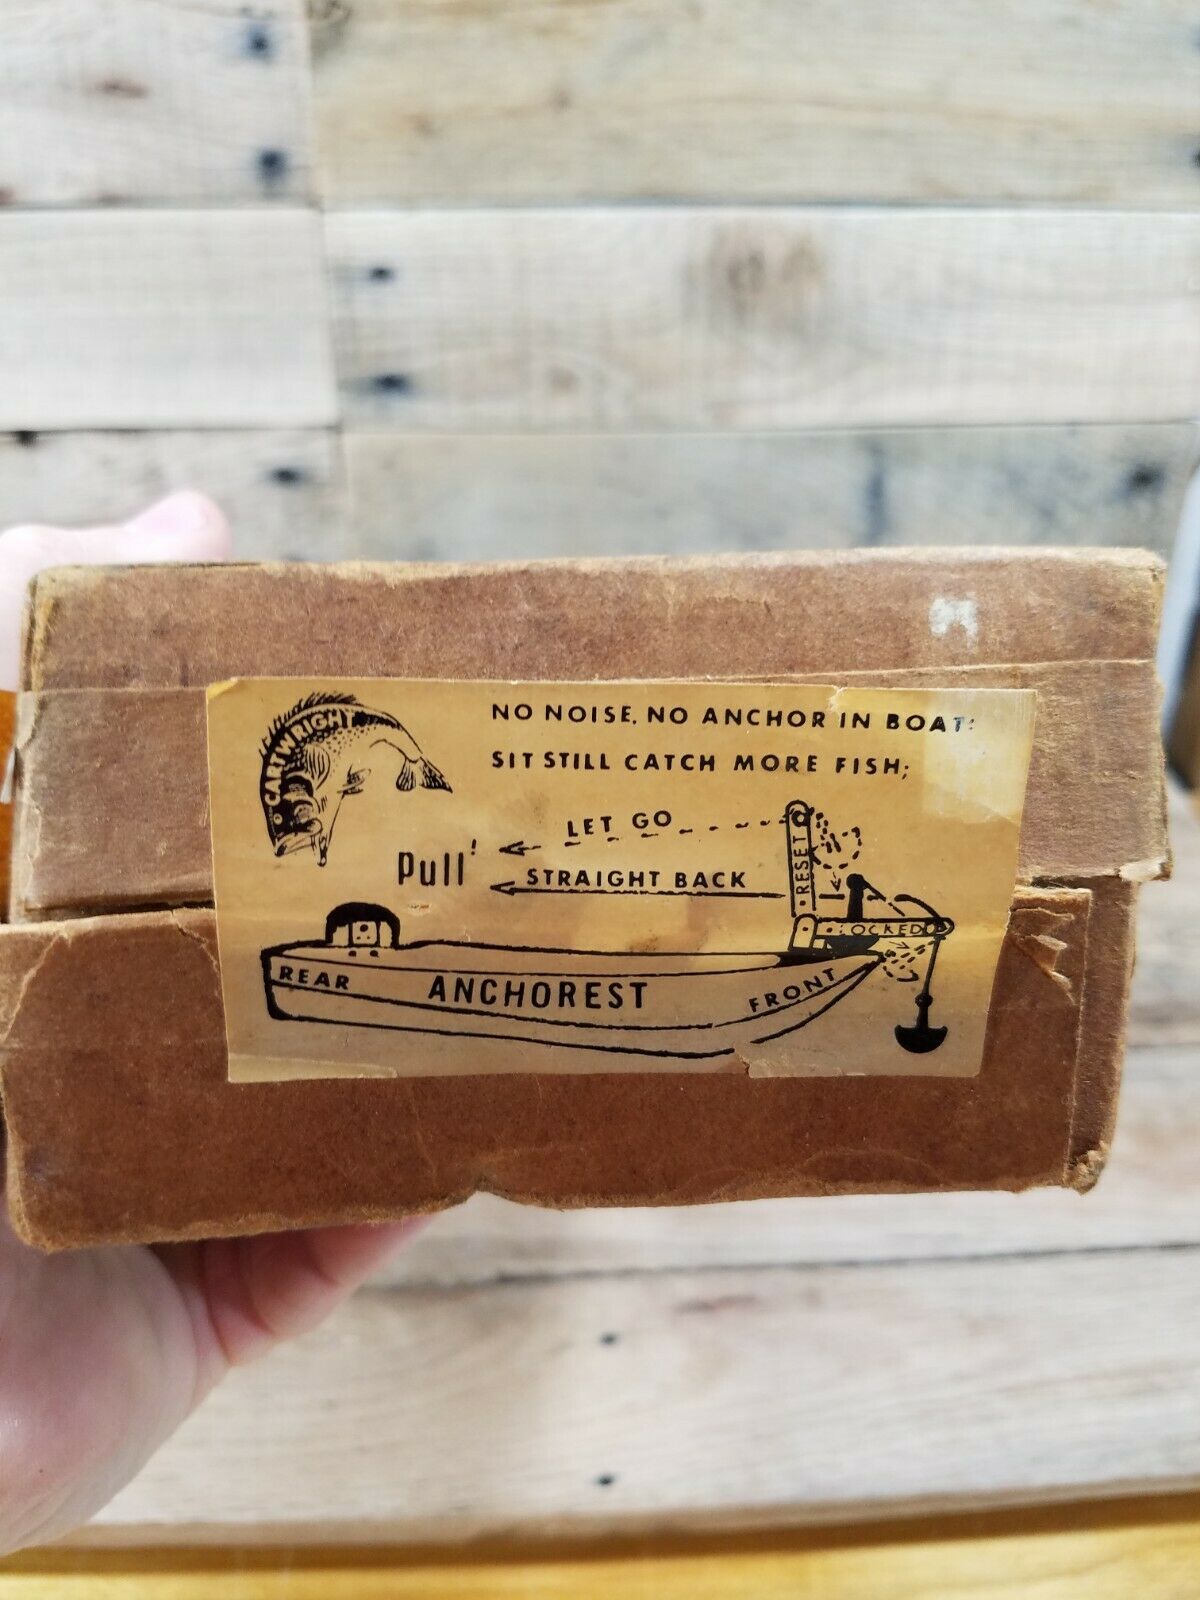 CARTWRIGHT
NO NOISE, NO ANCHOR IN BOAT:
SIT STILL CATCH MORE FISH;
LET GO
Pull!
STRAIGHT BACK
RESET
LOCKED
REAR
ANCHOREST
FRONT